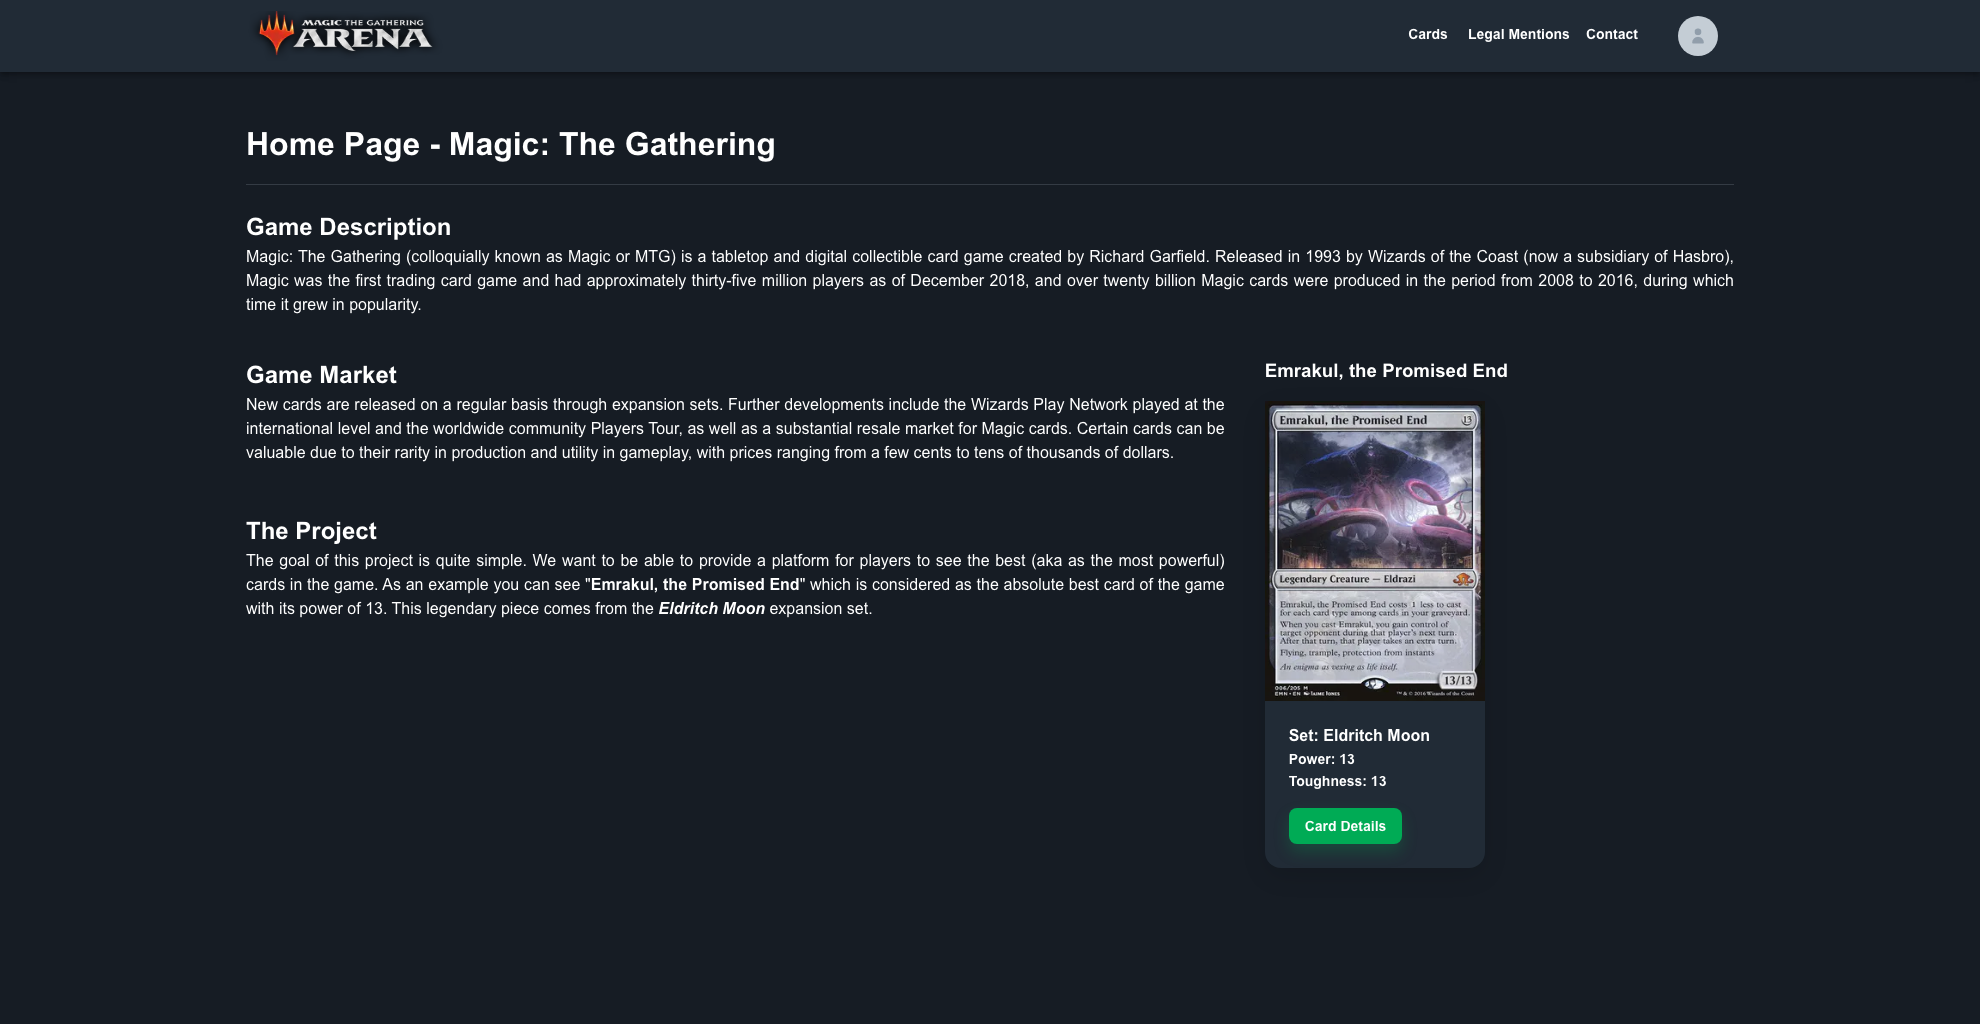 MAGIC THE GATHERING
ARENA
Cards Legal Mentions Contact
Home Page - Magic: The Gathering
Game Description
Magic: The Gathering (colloquially known as Magic or MTG) is a tabletop and digital collectible card game created by Richard Garfield. Released in 1993 by Wizards of the Coast (now a subsidiary of Hasbro),
Magic was the first trading card game and had approximately thirty-five million players as of December 2018, and over twenty billion Magic cards were produced in the period from 2008 to 2016, during which
time it grew in popularity.
Game Market
New cards are released on a regular basis through expansion sets. Further developments include the Wizards Play Network played at the
international level and the worldwide community Players Tour, as well as a substantial resale market for Magic cards. Certain cards can be
valuable due to their rarity in production and utility in gameplay, with prices ranging from a few cents to tens of thousands of dollars.
The Project
The goal of this project is quite simple. We want to be able to provide a platform for players to see the best (aka as the most powerful)
cards in the game. As an example you can see "Emrakul, the Promised End" which is considered as the absolute best card of the game
with its power of 13. This legendary piece comes from the Eldritch Moon expansion set.
Emrakul, the Promised End
Emrakul, the Promised End 13
Legendary Creature — Eldrazi
Emrakul, the Promised End costs 1 less to cast
for each card type among cards in your graveyard.
When you cast Emrakul, you gain control of
target opponent during that player's next turn.
After that turn, that player takes an extra turn.
Flying, trample, protection from instants
An enigma as vexing as life itself.
13/13
006/205 M
EMN • EN Jaime Jones
™ & © 2016 Wizards of the Coast
Set: Eldritch Moon
Power: 13
Toughness: 13
Card Details